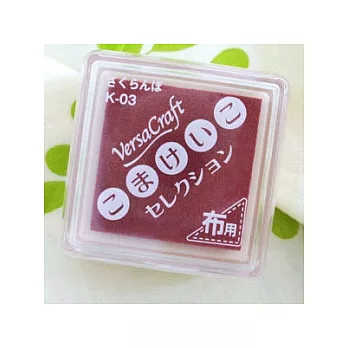 さくらんぼ
K-03
VersaCraft
こまけいこ
セレクション
布用